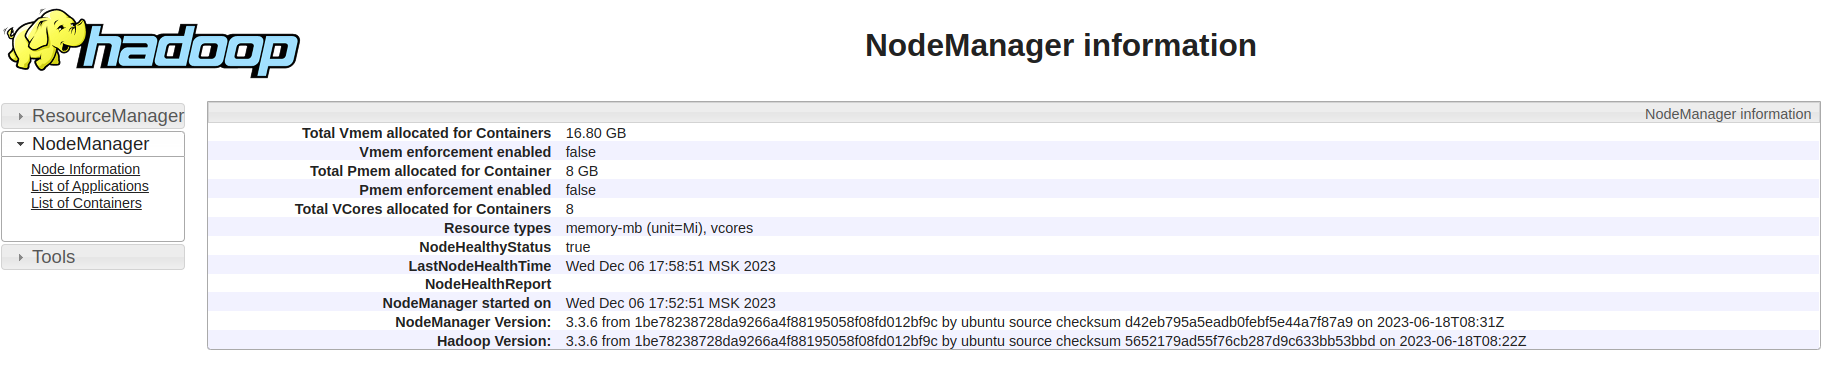 hadoop
NodeManager information
ResourceManager
NodeManager
Node Information
List of Applications
List of Containers
Tools
NodeManager information
Total Vmem allocated for Containers 16.80 GB
Vmem enforcement enabled false
Total Pmem allocated for Container 8 GB
Pmem enforcement enabled false
Total VCores allocated for Containers 8
Resource types memory-mb (unit=Mi), vcores
NodeHealthyStatus true
LastNodeHealthTime Wed Dec 06 17:58:51 MSK 2023
NodeHealthReport
NodeManager started on Wed Dec 06 17:52:51 MSK 2023
NodeManager Version: 3.3.6 from 1be78238728da9266a4f88195058f08fd012bf9c by ubuntu source checksum d42eb795a5eadb0febf5e44a7f87a9 on 2023-06-18T08:31Z
Hadoop Version: 3.3.6 from 1be78238728da9266a4f88195058f08fd012bf9c by ubuntu source checksum 5652179ad55f76cb287d9c633bb53bbd on 2023-06-18T08:22Z